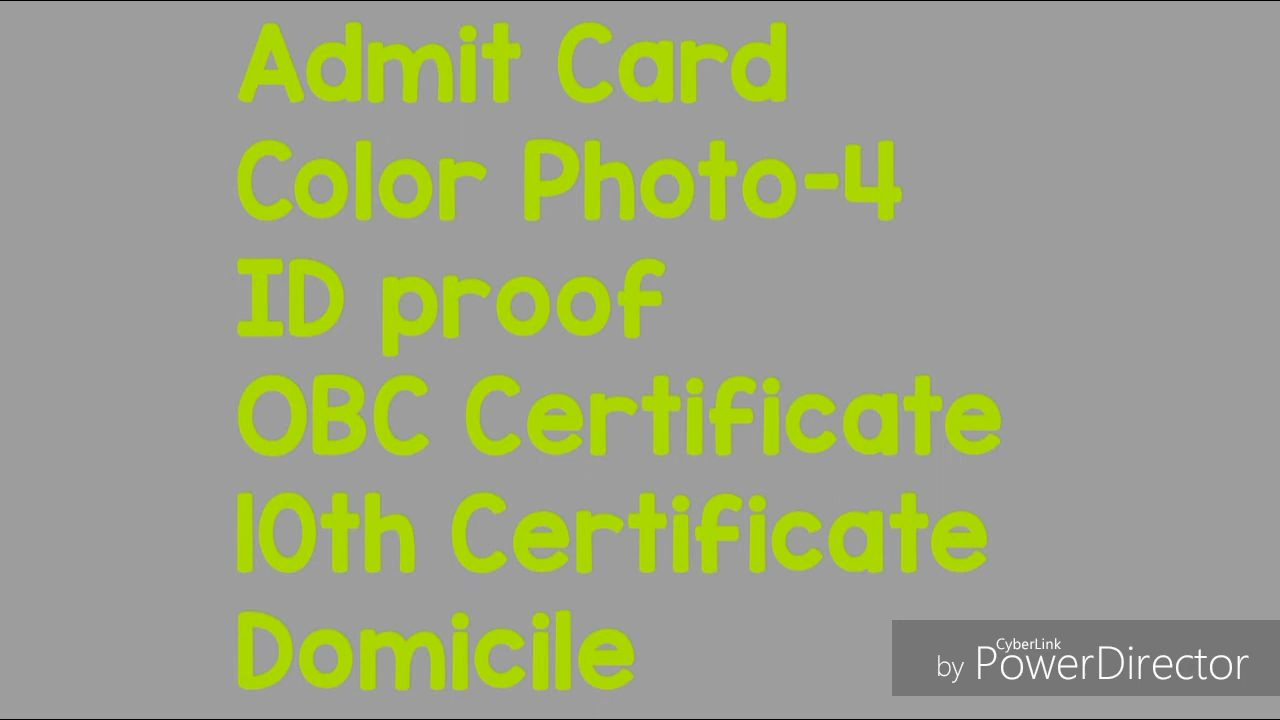 Admit Card
Color Photo-4
ID proof
OBC Certificate
10th Certificate
Domicile
CyberLink
by PowerDirector